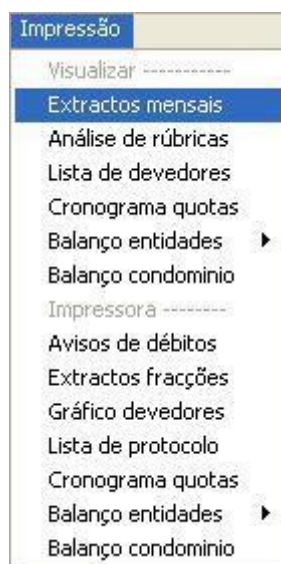 Impressão
Visualizar -----------
Extractos mensais
Análise de rúbricas
Lista de devedores
Cronograma quotas
Balanço entidades
Balanço condominio
Impressora --------
Avisos de débitos
Extractos fracções
Gráfico devedores
Lista de protocolo
Cronograma quotas
Balanço entidades
Balanço condominio